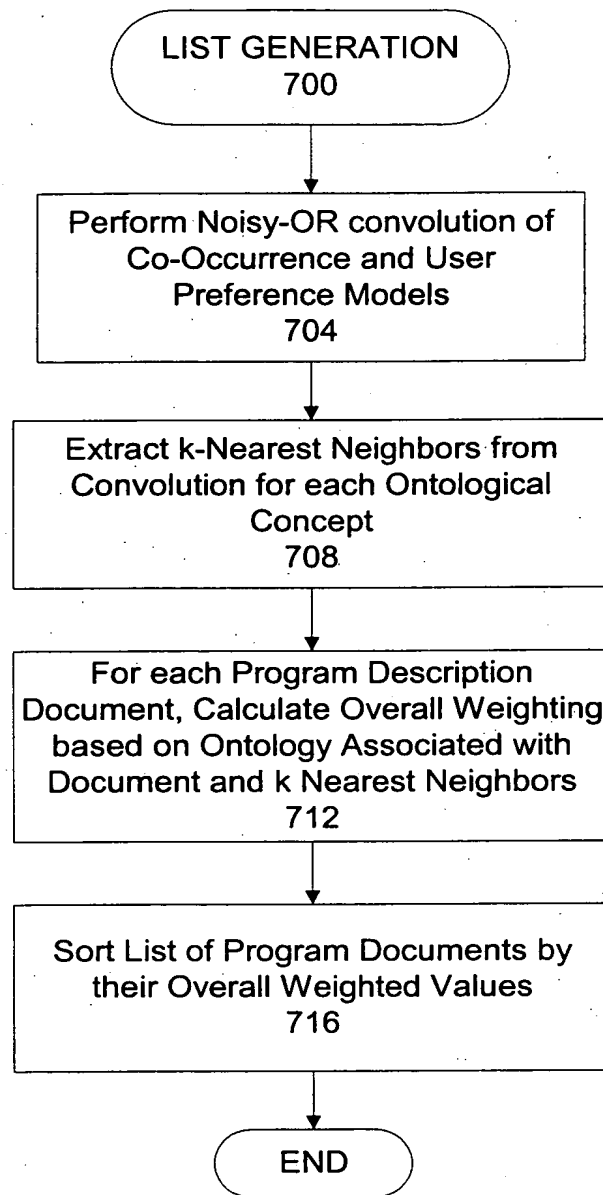 LIST GENERATION
700
Perform Noisy-OR convolution of
Co-Occurrence and User
Preference Models
704
Extract k-Nearest Neighbors from
Convolution for each Ontological
Concept
708
For each Program Description
Document, Calculate Overall Weighting
based on Ontology Associated with
Document and k Nearest Neighbors
712
Sort List of Program Documents by
their Overall Weighted Values
716
END